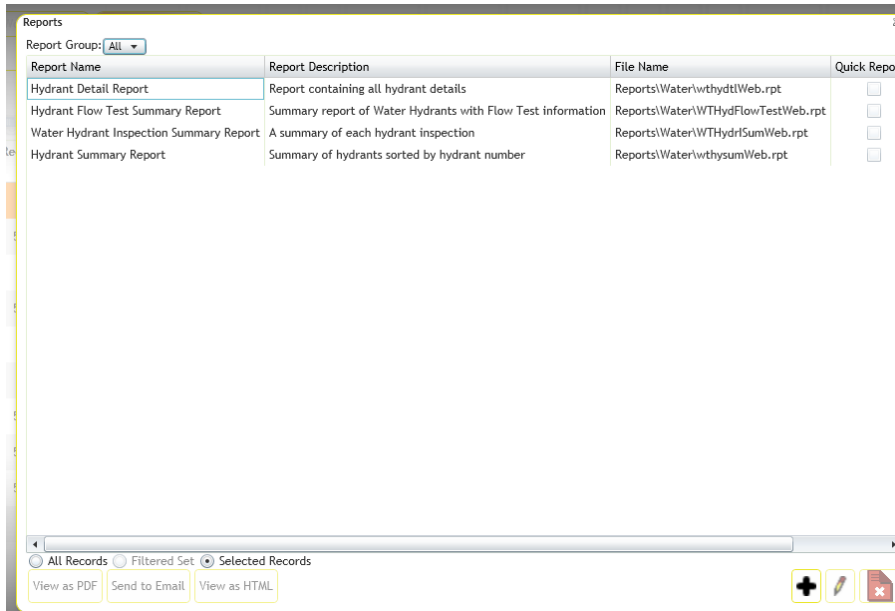 Reports
Report Group: All
Report Name Report Description File Name Quick Repo
Hydrant Detail Report Report containing all hydrant details Reports\Water\wthydtlWeb.rpt
Hydrant Flow Test Summary Report Summary report of Water Hydrants with Flow Test information Reports\Water\WTHydFlowTestWeb.rpt
Water Hydrant Inspection Summary Report A summary of each hydrant inspection Reports\Water\WTHydrISumWeb.rpt
Hydrant Summary Report Summary of hydrants sorted by hydrant number Reports\Water\wthysumWeb.rpt
All Records Filtered Set Selected Records
View as PDF Send to Email View as HTML